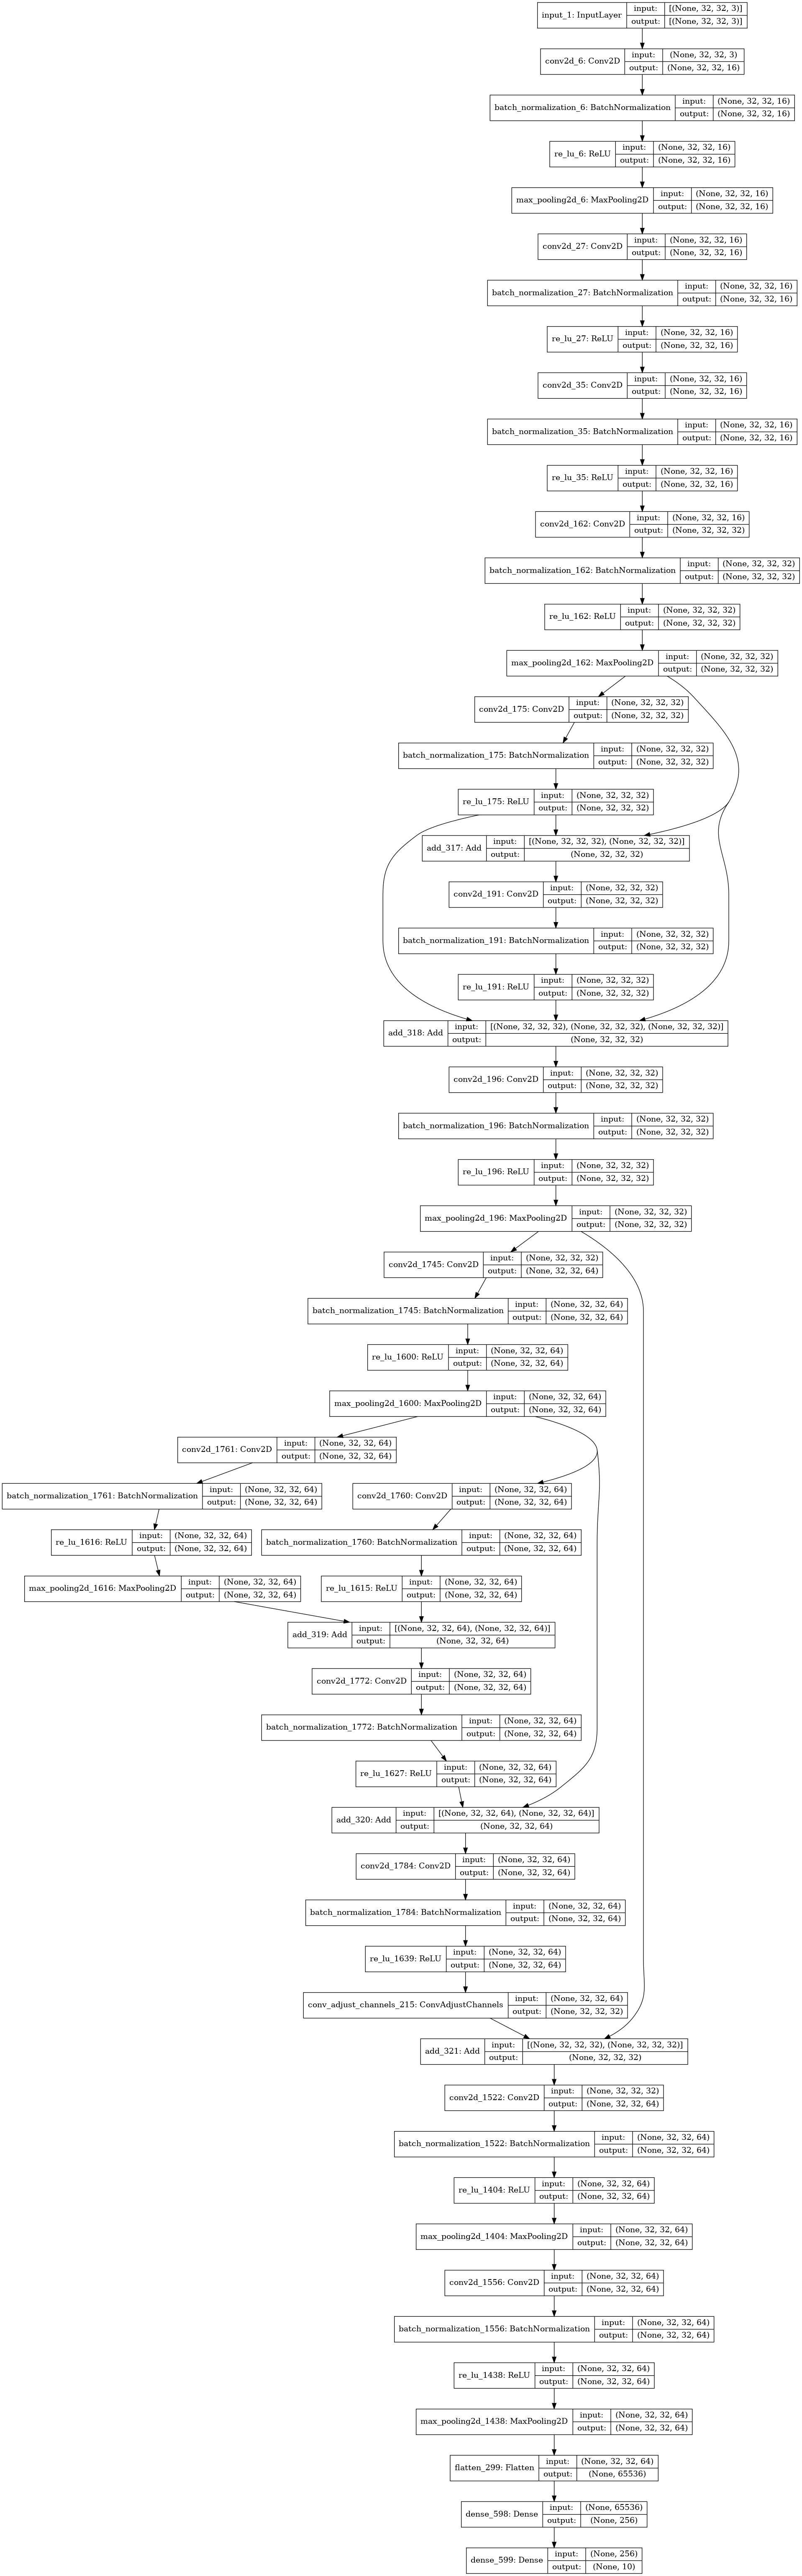 input_1: InputLayer input: [(None, 32, 32, 3)]
output: [(None, 32, 32, 3)]
conv2d_6: Conv2D input: (None, 32, 32, 3)
output: (None, 32, 32, 16)
batch_normalization_6: BatchNormalization input: (None, 32, 32, 16)
output: (None, 32, 32, 16)
re_lu_6: ReLU input: (None, 32, 32, 16)
output: (None, 32, 32, 16)
max_pooling2d_6: MaxPooling2D input: (None, 32, 32, 16)
output: (None, 32, 32, 16)
conv2d_27: Conv2D input: (None, 32, 32, 16)
output: (None, 32, 32, 16)
batch_normalization_27: BatchNormalization input: (None, 32, 32, 16)
output: (None, 32, 32, 16)
re_lu_27: ReLU input: (None, 32, 32, 16)
output: (None, 32, 32, 16)
conv2d_35: Conv2D input: (None, 32, 32, 16)
output: (None, 32, 32, 16)
batch_normalization_35: BatchNormalization input: (None, 32, 32, 16)
output: (None, 32, 32, 16)
re_lu_35: ReLU input: (None, 32, 32, 16)
output: (None, 32, 32, 16)
conv2d_162: Conv2D input: (None, 32, 32, 16)
output: (None, 32, 32, 32)
batch_normalization_162: BatchNormalization input: (None, 32, 32, 32)
output: (None, 32, 32, 32)
re_lu_162: ReLU input: (None, 32, 32, 32)
output: (None, 32, 32, 32)
max_pooling2d_162: MaxPooling2D input: (None, 32, 32, 32)
output: (None, 32, 32, 32)
conv2d_175: Conv2D input: (None, 32, 32, 32)
output: (None, 32, 32, 32)
batch_normalization_175: BatchNormalization input: (None, 32, 32, 32)
output: (None, 32, 32, 32)
re_lu_175: ReLU input: (None, 32, 32, 32)
output: (None, 32, 32, 32)
add_317: Add input: [(None, 32, 32, 32), (None, 32, 32, 32)]
output: (None, 32, 32, 32)
conv2d_191: Conv2D input: (None, 32, 32, 32)
output: (None, 32, 32, 32)
batch_normalization_191: BatchNormalization input: (None, 32, 32, 32)
output: (None, 32, 32, 32)
re_lu_191: ReLU input: (None, 32, 32, 32)
output: (None, 32, 32, 32)
add_318: Add input: [(None, 32, 32, 32), (None, 32, 32, 32), (None, 32, 32, 32)]
output: (None, 32, 32, 32)
conv2d_196: Conv2D input: (None, 32, 32, 32)
output: (None, 32, 32, 32)
batch_normalization_196: BatchNormalization input: (None, 32, 32, 32)
output: (None, 32, 32, 32)
re_lu_196: ReLU input: (None, 32, 32, 32)
output: (None, 32, 32, 32)
max_pooling2d_196: MaxPooling2D input: (None, 32, 32, 32)
output: (None, 32, 32, 32)
conv2d_1745: Conv2D input: (None, 32, 32, 32)
output: (None, 32, 32, 64)
batch_normalization_1745: BatchNormalization input: (None, 32, 32, 64)
output: (None, 32, 32, 64)
re_lu_1600: ReLU input: (None, 32, 32, 64)
output: (None, 32, 32, 64)
max_pooling2d_1600: MaxPooling2D input: (None, 32, 32, 64)
output: (None, 32, 32, 64)
conv2d_1761: Conv2D input: (None, 32, 32, 64)
output: (None, 32, 32, 64)
batch_normalization_1761: BatchNormalization input: (None, 32, 32, 64)
output: (None, 32, 32, 64)
conv2d_1760: Conv2D input: (None, 32, 32, 64)
output: (None, 32, 32, 64)
re_lu_1616: ReLU input: (None, 32, 32, 64)
output: (None, 32, 32, 64)
batch_normalization_1760: BatchNormalization input: (None, 32, 32, 64)
output: (None, 32, 32, 64)
max_pooling2d_1616: MaxPooling2D input: (None, 32, 32, 64)
output: (None, 32, 32, 64)
re_lu_1615: ReLU input: (None, 32, 32, 64)
output: (None, 32, 32, 64)
add_319: Add input: [(None, 32, 32, 64), (None, 32, 32, 64)]
output: (None, 32, 32, 64)
conv2d_1772: Conv2D input: (None, 32, 32, 64)
output: (None, 32, 32, 64)
batch_normalization_1772: BatchNormalization input: (None, 32, 32, 64)
output: (None, 32, 32, 64)
re_lu_1627: ReLU input: (None, 32, 32, 64)
output: (None, 32, 32, 64)
add_320: Add input: [(None, 32, 32, 64), (None, 32, 32, 64)]
output: (None, 32, 32, 64)
conv2d_1784: Conv2D input: (None, 32, 32, 64)
output: (None, 32, 32, 64)
batch_normalization_1784: BatchNormalization input: (None, 32, 32, 64)
output: (None, 32, 32, 64)
re_lu_1639: ReLU input: (None, 32, 32, 64)
output: (None, 32, 32, 64)
conv_adjust_channels_215: ConvAdjustChannels input: (None, 32, 32, 64)
output: (None, 32, 32, 32)
add_321: Add input: [(None, 32, 32, 32), (None, 32, 32, 32)]
output: (None, 32, 32, 32)
conv2d_1522: Conv2D input: (None, 32, 32, 32)
output: (None, 32, 32, 64)
batch_normalization_1522: BatchNormalization input: (None, 32, 32, 64)
output: (None, 32, 32, 64)
re_lu_1404: ReLU input: (None, 32, 32, 64)
output: (None, 32, 32, 64)
max_pooling2d_1404: MaxPooling2D input: (None, 32, 32, 64)
output: (None, 32, 32, 64)
conv2d_1556: Conv2D input: (None, 32, 32, 64)
output: (None, 32, 32, 64)
batch_normalization_1556: BatchNormalization input: (None, 32, 32, 64)
output: (None, 32, 32, 64)
re_lu_1438: ReLU input: (None, 32, 32, 64)
output: (None, 32, 32, 64)
max_pooling2d_1438: MaxPooling2D input: (None, 32, 32, 64)
output: (None, 32, 32, 64)
flatten_299: Flatten input: (None, 32, 32, 64)
output: (None, 65536)
dense_598: Dense input: (None, 65536)
output: (None, 256)
dense_599: Dense input: (None, 256)
output: (None, 10)